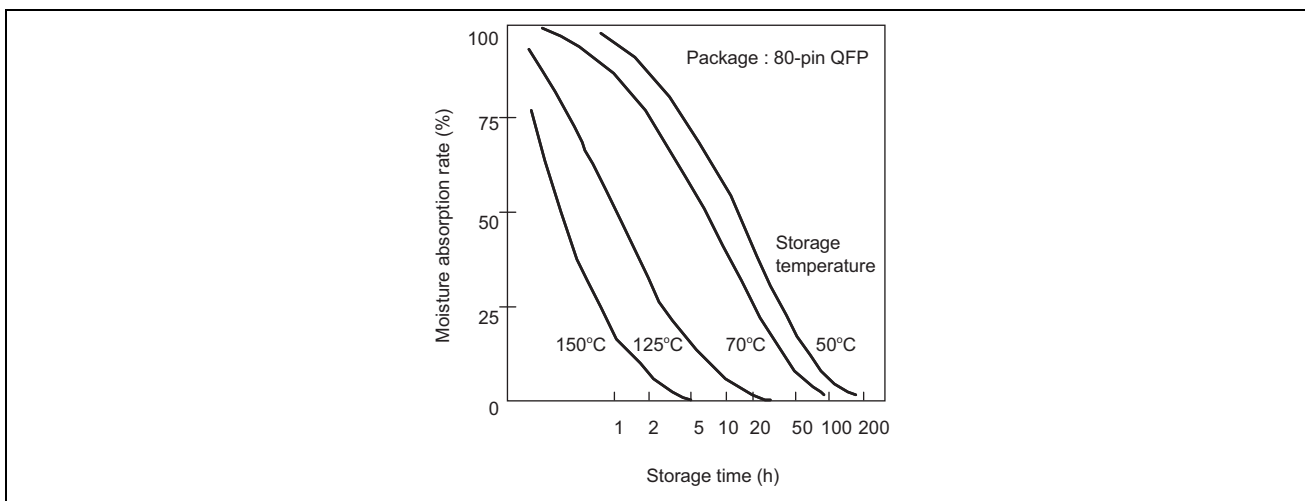 100
Package : 80-pin QFP
75
Moisture absorption rate (%)
50
Storage
temperature
25
150°C 125°C 70°C 50°C
0
1 2 5 10 20 50 100 200
Storage time (h)